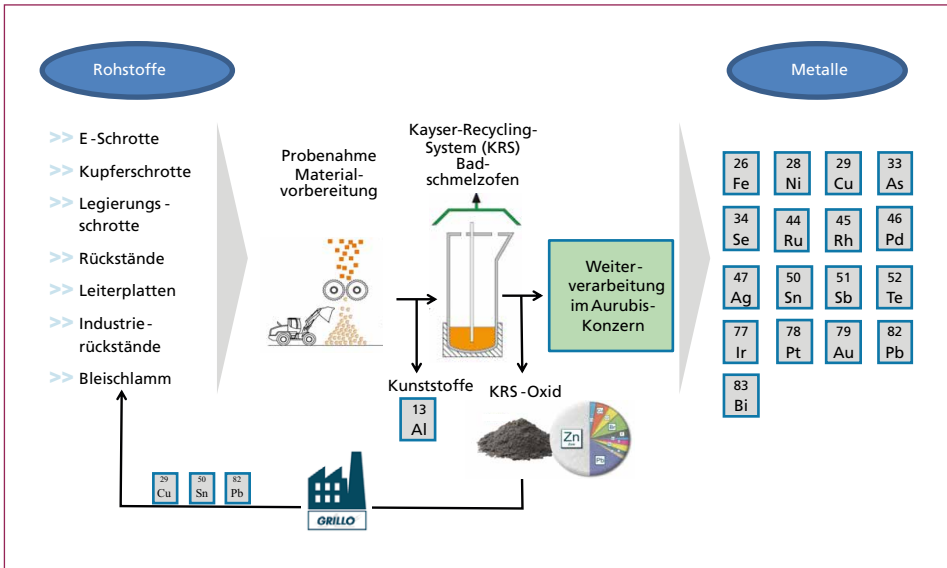 Rohstoffe
>> E-Schrotte
>> Kupferschrotte
>> Legierungs-
schrotte
>> Rückstände
>> Leiterplatten
>> Industrie-
rückstände
>> Bleischlamm
Probenahme
Material-
vorbereitung
Kayser-Recycling-
System (KRS)
Bad-
schmelzofen
Weiter-
verarbeitung
im Aurubis-
Konzern
Kunststoffe
13
Al
KRS-Oxid
Zn
Pb
29
Cu
50
Sn
82
Pb
GRILLO
Metalle
26
Fe
28
Ni
29
Cu
33
As
34
Se
44
Ru
45
Rh
46
Pd
47
Ag
50
Sn
51
Sb
52
Te
77
Ir
78
Pt
79
Au
82
Pb
83
Bi